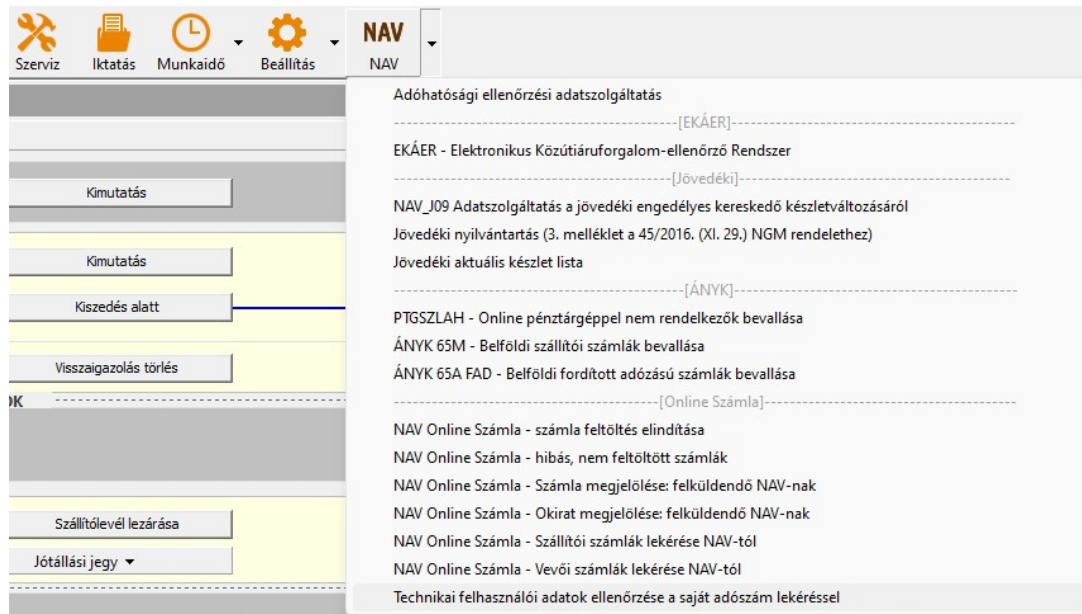 NAV
Szerviz
Iktatás
Munkaidő
Beállítás
NAV
Adóhatósági ellenőrzési adatszolgáltatás
[EKÁER]
EKÁER - Elektronikus Közútiáruforgalom-ellenőrző Rendszer
[Jövedéki]
Kimutatás
NAV_J09 Adatszolgáltatás a jövedéki engedélyes kereskedő készletváltozásáról
Jövedéki nyilvántartás (3. melléklet a 45/2016. (XI. 29.) NGM rendelethez)
Kimutatás
Jövedéki aktuális készlet lista
[ÁNYK]
Kiszedés alatt
PTGSZLAH - Online pénztárgéppel nem rendelkezők bevallása
ÁNYK 65M - Belföldi szállítói számlák bevallása
Visszaigazolás törlés
ÁNYK 65A FAD - Belföldi fordított adózású számlák bevallása
OK
[Online Számla]
NAV Online Számla - számla feltöltés elindítása
NAV Online Számla - hibás, nem feltöltött számlák
NAV Online Számla - Számla megjelölése: felküldendő NAV-nak
NAV Online Számla - Okirat megjelölése: felküldendő NAV-nak
Szállítólevél lezárása
NAV Online Számla - Szállítói számlák lekérése NAV-tól
Jótállási jegy
NAV Online Számla - Vevői számlák lekérése NAV-tól
Technikai felhasználói adatok ellenőrzése a saját adószám lekéréssel